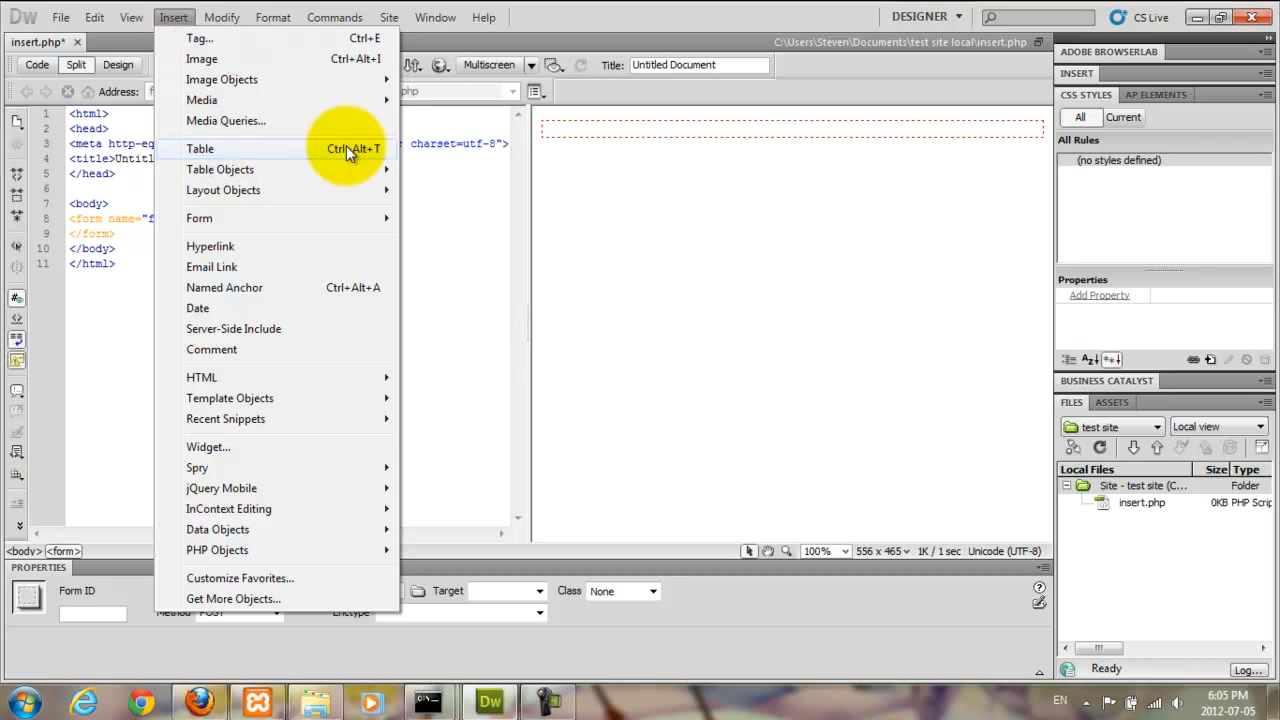 Dw File Edit View Insert Modify Format Commands Site Window Help DESIGNER CS Live
insert.php* × C:\Users\Steven\Documents\test site local\insert.php
Code Split Design Multiscreen Title: Untitled Document
Address: php
Tag... Ctrl+E
Image Ctrl+Alt+I
Image Objects
Media
Media Queries...
Table Ctrl+Alt+T
Table Objects
Layout Objects
Form
Hyperlink
Email Link
Named Anchor Ctrl+Alt+A
Date
Server-Side Include
Comment
HTML
Template Objects
Recent Snippets
Widget...
Spry
jQuery Mobile
InContext Editing
Data Objects
PHP Objects
Customize Favorites...
Get More Objects...
1 <html>
2 <head>
3 <meta http-eq charset=utf-8">
4 <title>Untitl
5 </head>
6
7 <body>
8 <form name="f
9 </form>
10 </body>
11 </html>
<body> <form> 100% 556 x 465 1K / 1 sec Unicode (UTF-8)
PROPERTIES
Form ID Target Class None
Method POST Enctype
ADOBE BROWSERLAB
INSERT
CSS STYLES AP ELEMENTS
All Current
All Rules
(no styles defined)
Properties
Add Property
BUSINESS CATALYST
FILES ASSETS
test site Local view
Local Files Size Type
Site - test site (C... Folder
insert.php 0KB PHP Scrip
Ready Log...
Dw EN 6:05 PM
2012-07-05